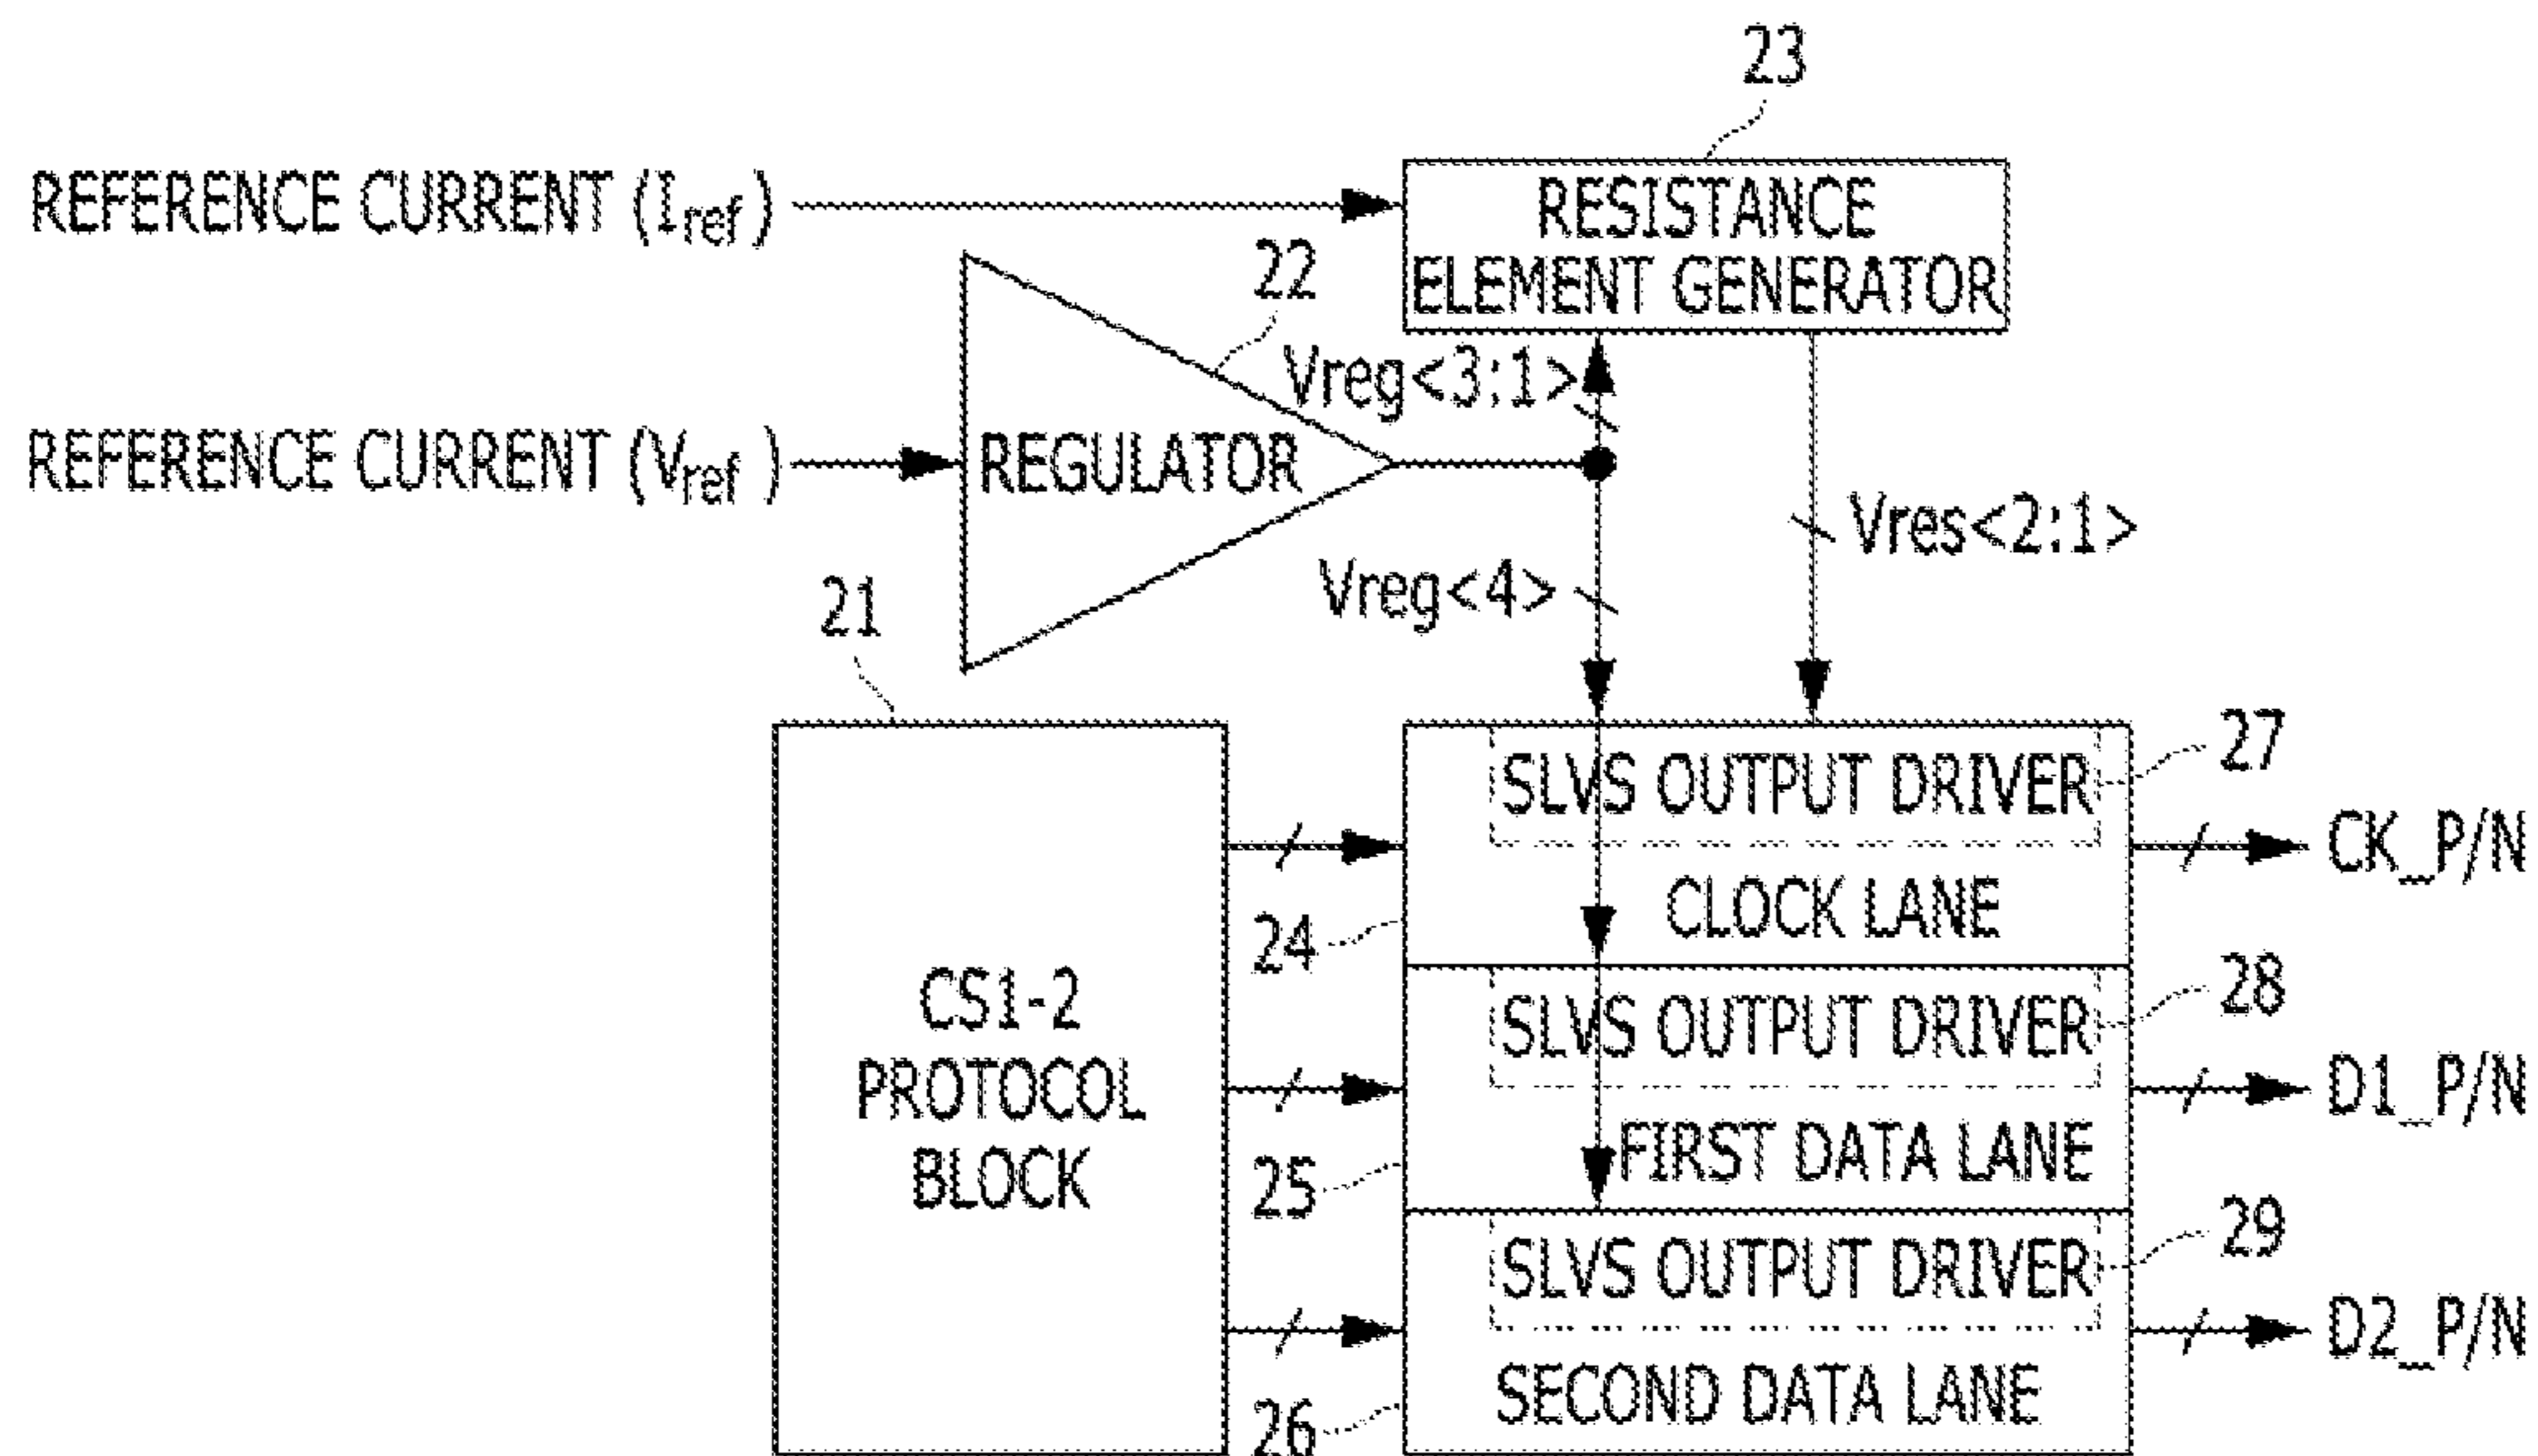 23
REFERENCE CURRENT (Iref)
RESISTANCE
ELEMENT GENERATOR
22
Vreg<3:1>
REFERENCE CURRENT (Vref )
REGULATOR
Vres<2:1>
Vreg<4>
21
CS1-2
PROTOCOL
BLOCK
SLVS OUTPUT DRIVER
27
CK_P/N
CLOCK LANE
24
SLVS OUTPUT DRIVER
28
D1_P/N
FIRST DATA LANE
25
SLVS OUTPUT DRIVER
29
D2_P/N
SECOND DATA LANE
26